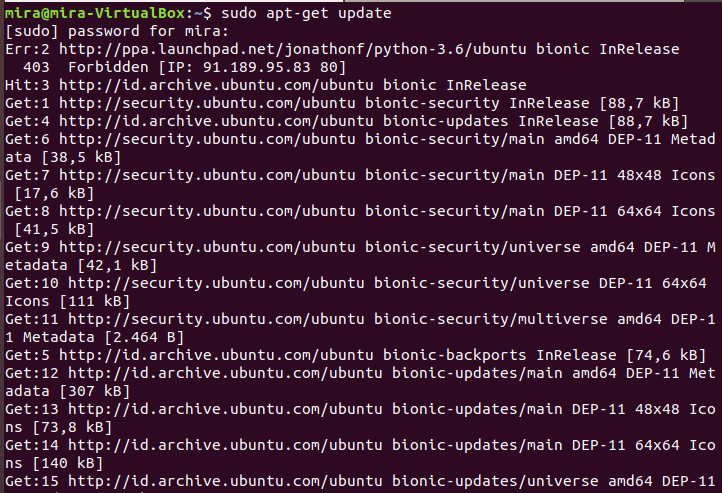 mira@mira-VirtualBox:~$ sudo apt-get update
[sudo] password for mira:
Err:2 http://ppa.launchpad.net/jonathonf/python-3.6/ubuntu bionic InRelease
  403  Forbidden [IP: 91.189.95.83 80]
Hit:3 http://id.archive.ubuntu.com/ubuntu bionic InRelease
Get:1 http://security.ubuntu.com/ubuntu bionic-security InRelease [88,7 kB]
Get:4 http://id.archive.ubuntu.com/ubuntu bionic-updates InRelease [88,7 kB]
Get:6 http://security.ubuntu.com/ubuntu bionic-security/main amd64 DEP-11 Metad
ata [38,5 kB]
Get:7 http://security.ubuntu.com/ubuntu bionic-security/main DEP-11 48x48 Icons
 [17,6 kB]
Get:8 http://security.ubuntu.com/ubuntu bionic-security/main DEP-11 64x64 Icons
 [41,5 kB]
Get:9 http://security.ubuntu.com/ubuntu bionic-security/universe amd64 DEP-11 M
etadata [42,1 kB]
Get:10 http://security.ubuntu.com/ubuntu bionic-security/universe DEP-11 64x64
Icons [111 kB]
Get:11 http://security.ubuntu.com/ubuntu bionic-security/multiverse amd64 DEP-1
1 Metadata [2.464 B]
Get:5 http://id.archive.ubuntu.com/ubuntu bionic-backports InRelease [74,6 kB]
Get:12 http://id.archive.ubuntu.com/ubuntu bionic-updates/main amd64 DEP-11 Met
adata [307 kB]
Get:13 http://id.archive.ubuntu.com/ubuntu bionic-updates/main DEP-11 48x48 Ico
ns [73,8 kB]
Get:14 http://id.archive.ubuntu.com/ubuntu bionic-updates/main DEP-11 64x64 Ico
ns [140 kB]
Get:15 http://id.archive.ubuntu.com/ubuntu bionic-updates/universe amd64 DEP-11